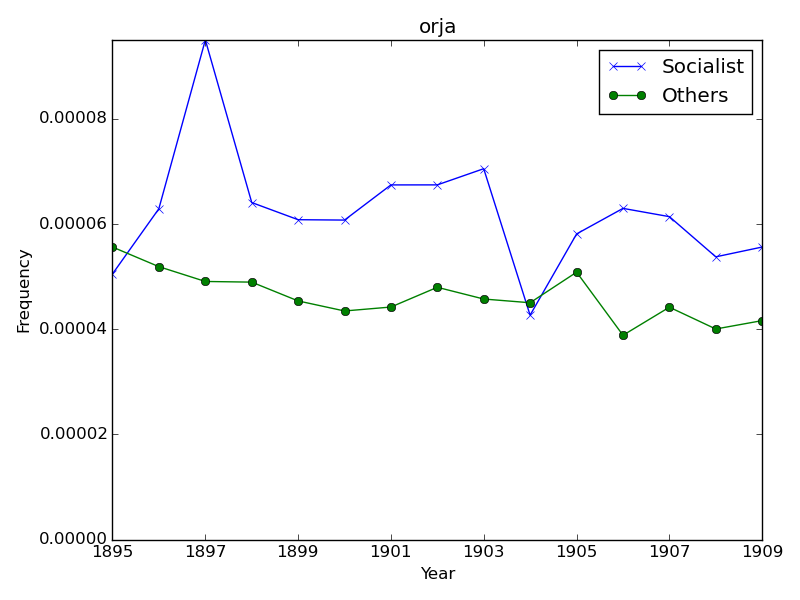 orja
Socialist
Others
Frequency
0.00008
0.00006
0.00004
0.00002
0.00000
1895 1897 1899 1901 1903 1905 1907 1909
Year